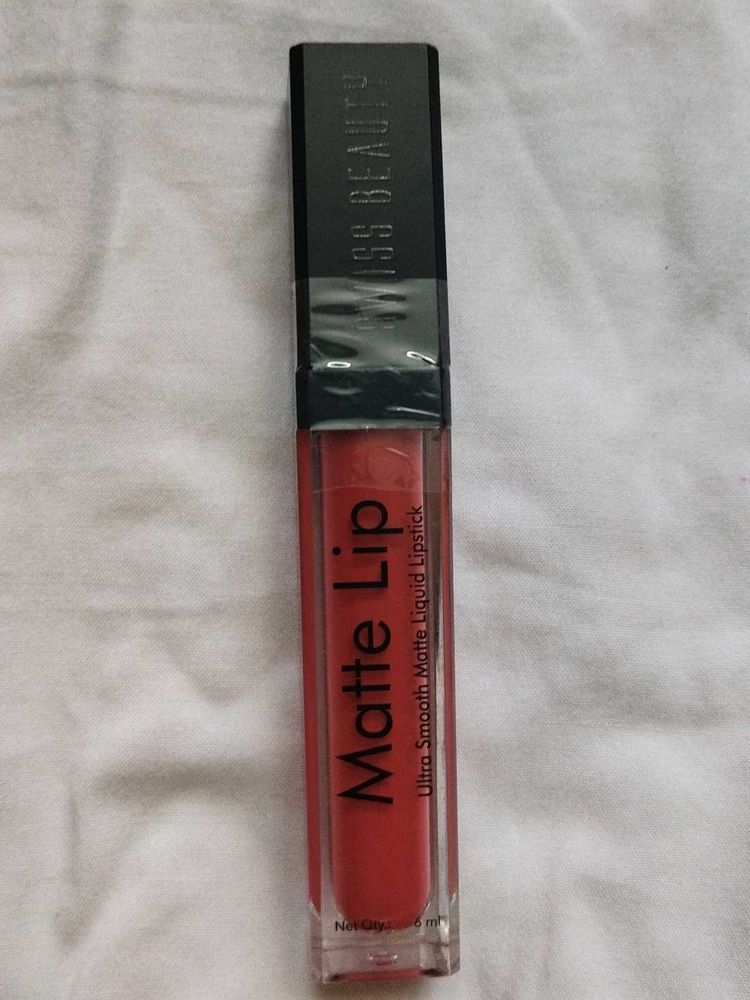 SWISS BEAUTY
Matte Lip
Ultra Smooth Matte Liquid Lipstick
Net Qty.: 6 ml